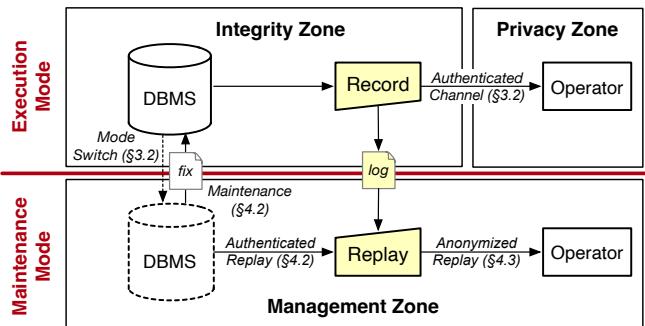 Integrity Zone
Privacy Zone
Execution
Mode
DBMS
Record
Authenticated
Channel (§3.2)
Operator
Mode
Switch (§3.2)
fix
log
Maintenance
(§4.2)
Maintenance
Mode
DBMS
Authenticated
Replay (§4.2)
Replay
Anonymized
Replay (§4.3)
Operator
Management Zone